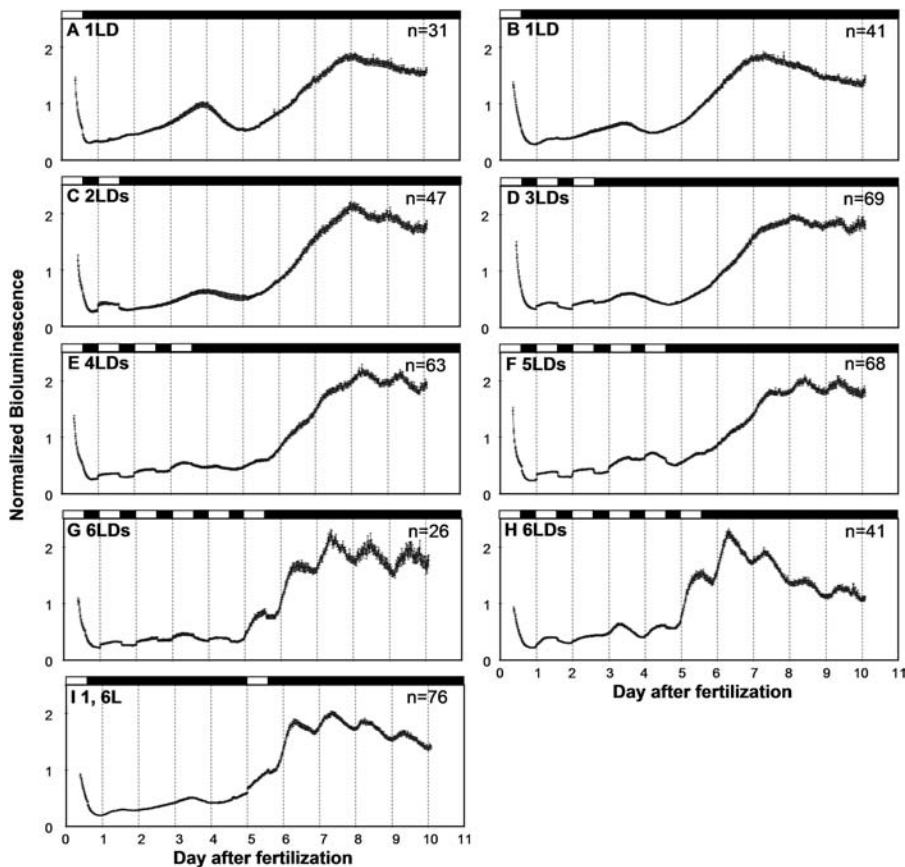 A 1LD n=31
B 1LD n=41
2
1
0
2
1
0
C 2LDs n=47
D 3LDs n=69
2
1
0
2
1
0
E 4LDs n=63
F 5LDs n=68
2
1
0
2
1
0
G 6LDs n=26
H 6LDs n=41
2
1
0
2
1
0
0 1 2 3 4 5 6 7 8 9 10 11
Day after fertilization
I 1, 6L n=76
2
1
0
0 1 2 3 4 5 6 7 8 9 10 11
Day after fertilization
Normalized Bioluminescence